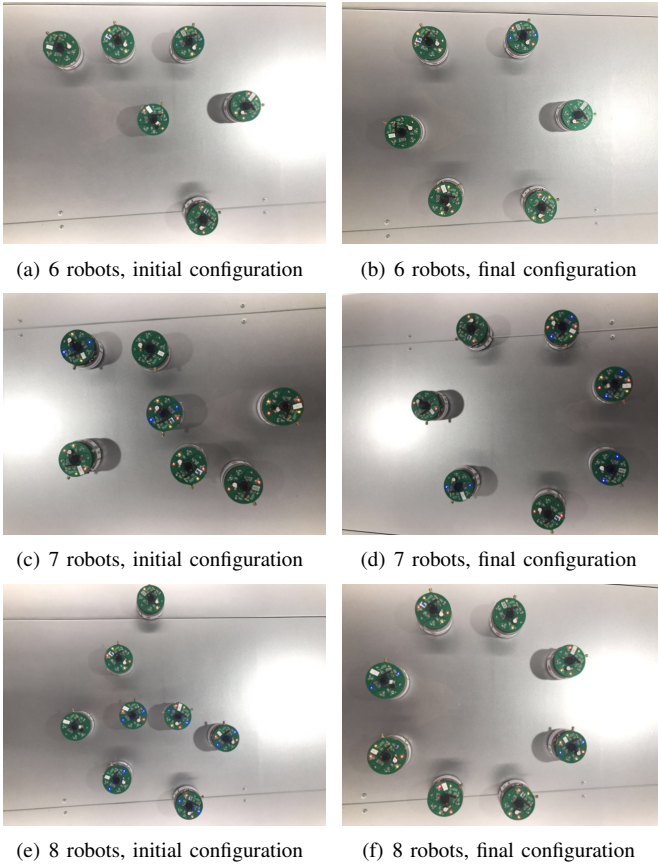 (a) 6 robots, initial configuration
(b) 6 robots, final configuration
(c) 7 robots, initial configuration
(d) 7 robots, final configuration
(e) 8 robots, initial configuration
(f) 8 robots, final configuration